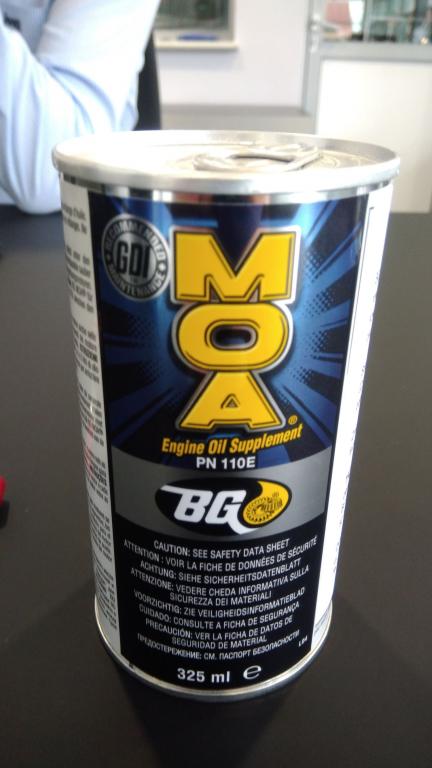 RECOMMENDED
GDI
MAINTENANCE
MOA®
Engine Oil Supplement
PN 110E
BG
CAUTION: SEE SAFETY DATA SHEET
ATTENTION : VOIR LA FICHE DE DONNÉES DE SÉCURITÉ
ACHTUNG: SIEHE SICHERHEITSDATENBLATT
ATTENZIONE: VEDERE CHEDA INFORMATIVA SULLA
SICUREZZA DEI MATERIALI
VOORZICHTIG: ZIE VEILIGHEIDSINFORMATIEBLAD
CUIDADO: CONSULTE A FICHA DE SEGURANÇA
PRECAUCIÓN: VER LA FICHA DE DATOS DE
SEGURIDAD DE MATERIAL
ПРЕДОСТЕРЕЖЕНИЕ: СМ. ПАСПОРТ БЕЗОПАСНОСТИ
325 ml ℮